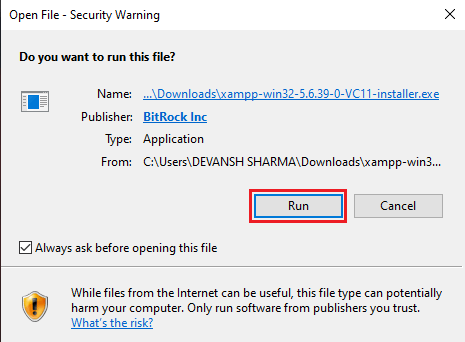 Open File - Security Warning
Do you want to run this file?
Name: ...\Downloads\xampp-win32-5.6.39-0-VC11-installer.exe
Publisher: BitRock Inc
Type: Application
From: C:\Users\DEVANSH SHARMA\Downloads\xampp-win3...
Run Cancel
Always ask before opening this file
While files from the Internet can be useful, this file type can potentially
harm your computer. Only run software from publishers you trust.
What's the risk?